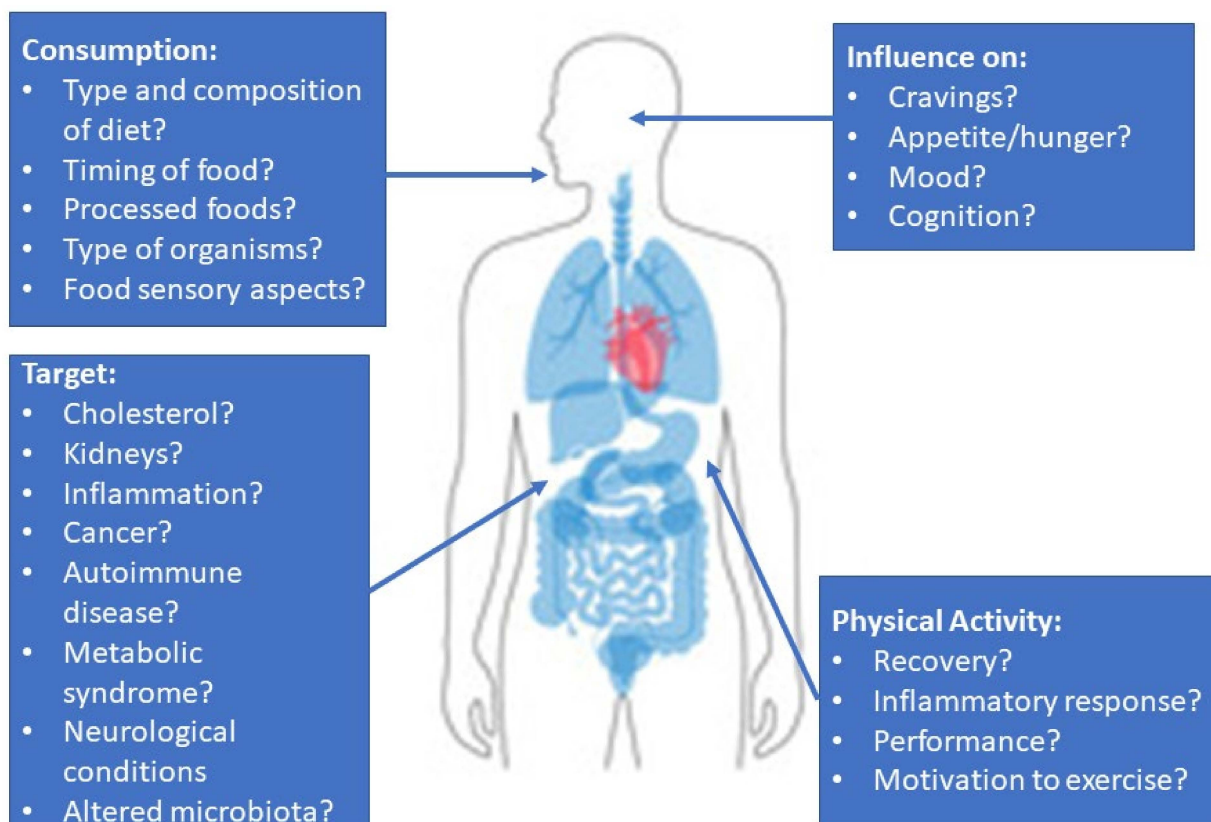 Consumption:
• Type and composition
of diet?
• Timing of food?
• Processed foods?
• Type of organisms?
• Food sensory aspects?
Influence on:
• Cravings?
• Appetite/hunger?
• Mood?
• Cognition?
Target:
• Cholesterol?
• Kidneys?
• Inflammation?
• Cancer?
• Autoimmune
disease?
• Metabolic
syndrome?
• Neurological
conditions
• Altered microbiota?
Physical Activity:
• Recovery?
• Inflammatory response?
• Performance?
• Motivation to exercise?